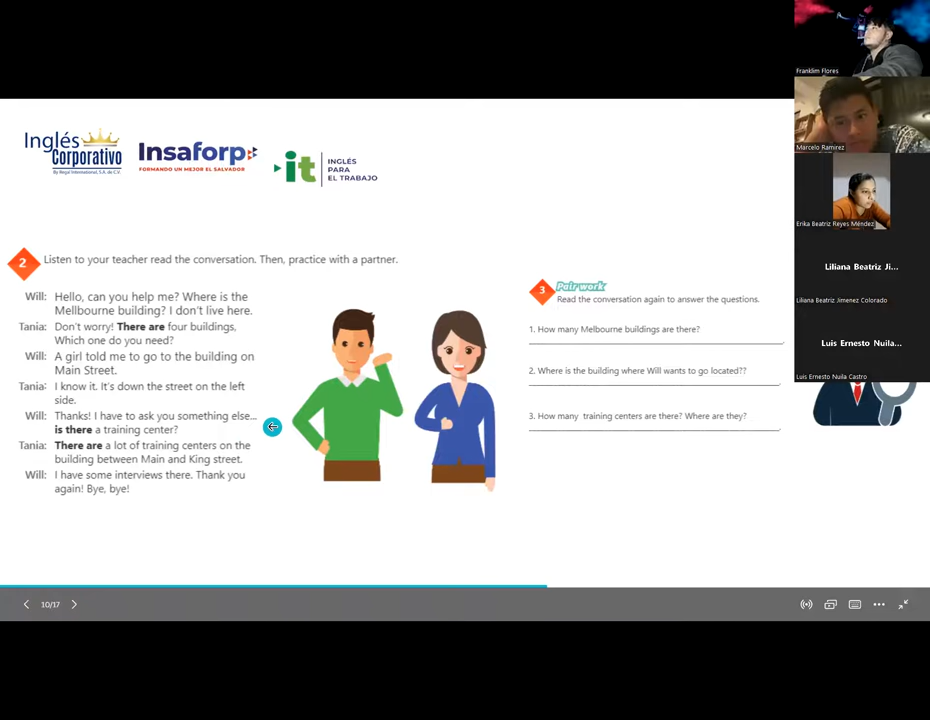 Inglés
Corporativo
By Regal International, S.A. de C.V.
Insaforp
FORMANDO UN MEJOR EL SALVADOR
it
INGLÉS
PARA
EL TRABAJO
2
Listen to your teacher read the conversation. Then, practice with a partner.
Will: Hello, can you help me? Where is the
Mellbourne building? I don't live here.
Tania: Don't worry! There are four buildings,
Which one do you need?
Will: A girl told me to go to the building on
Main Street.
Tania: I know it. It's down the street on the left
side.
Will: Thanks! I have to ask you something else...
is there a training center?
Tania: There are a lot of training centers on the
building between Main and King street.
Will: I have some interviews there. Thank you
again! Bye, bye!
3
Pair work
Read the conversation again to answer the questions.
1. How many Melbourne buildings are there?
2. Where is the building where Will wants to go located??
3. How many training centers are there? Where are they?
Franklim Flores
Marcelo Ramirez
Erika Beatriz Reyes Méndez
Liliana Beatriz Ji...
Liliana Beatriz Jimenez Colorado
Luis Ernesto Nuila...
Luis Ernesto Nuila Castro
10/17